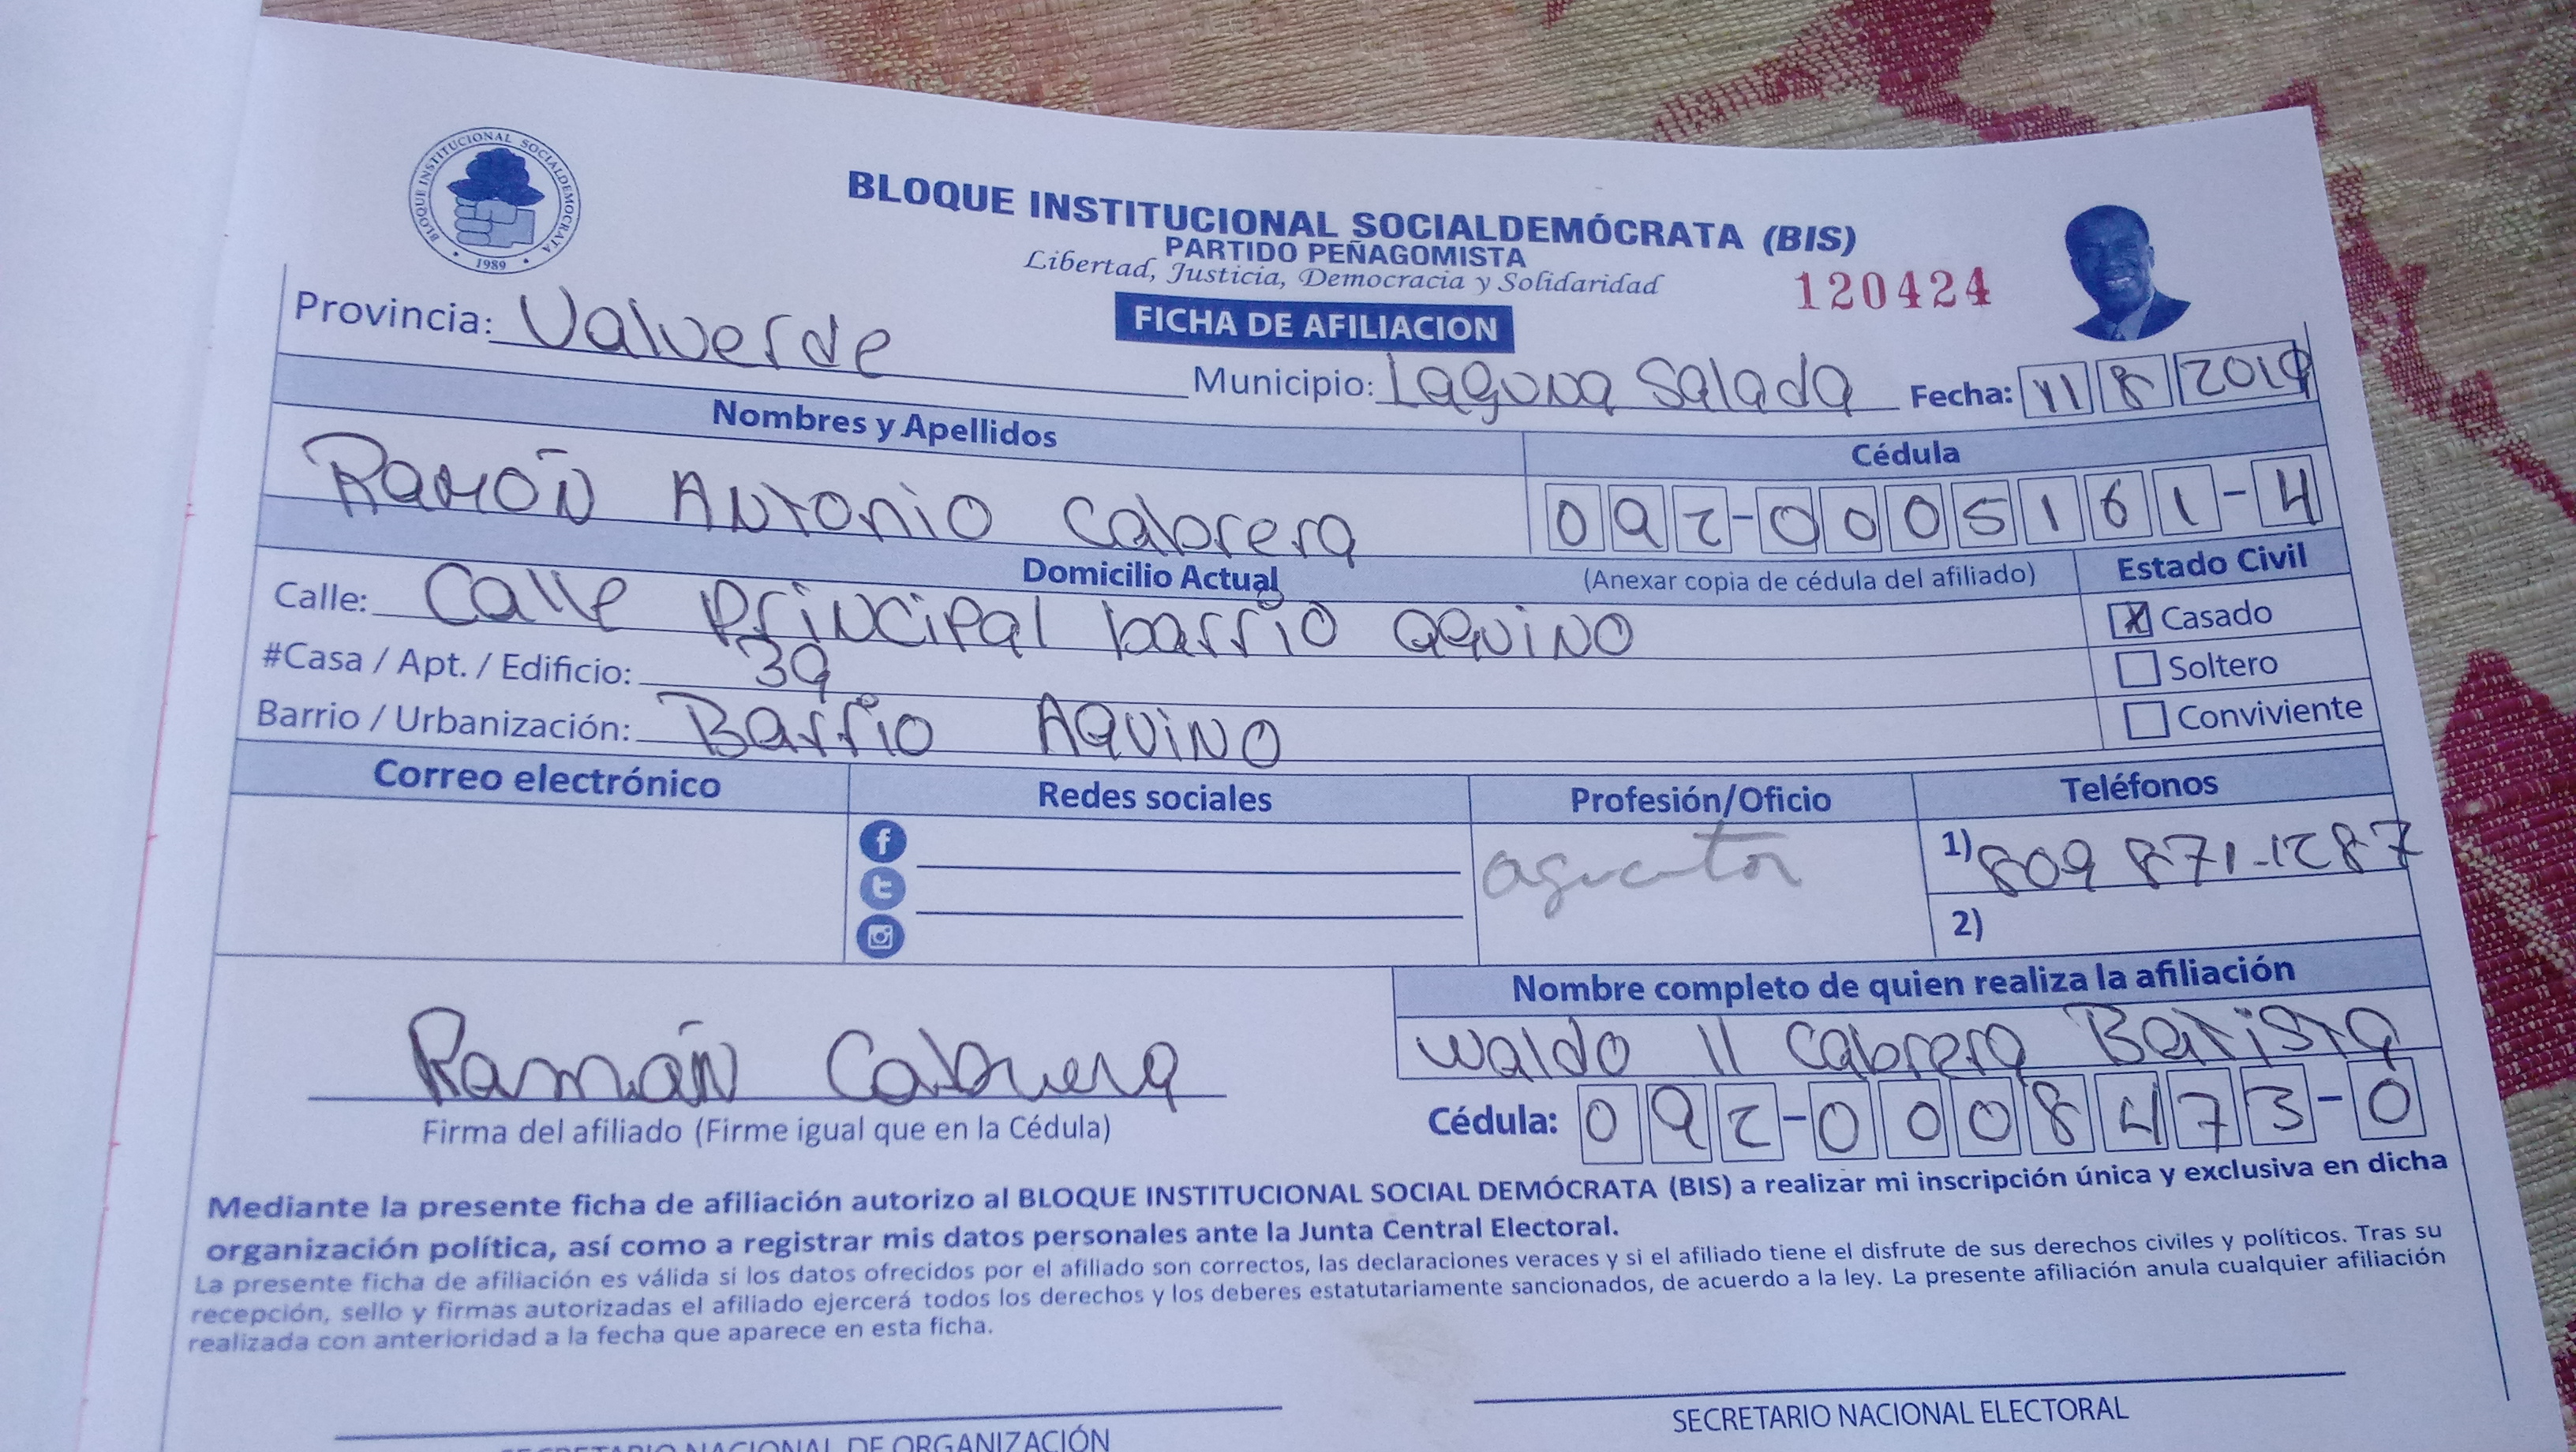 BLOQUE INSTITUCIONAL SOCIALDEMOCRATA
1989
BLOQUE INSTITUCIONAL SOCIALDEMÓCRATA (BIS)
PARTIDO PEÑAGOMISTA
Libertad, Justicia, Democracia y Solidaridad
120424
FICHA DE AFILIACION
Provincia: Valverde Municipio: Laguna Salada Fecha: 11 8 2019
Nombres y Apellidos Cédula
Ramón Antonio Cabrera 092-0005161-4
Domicilio Actual (Anexar copia de cédula del afiliado) Estado Civil
Calle: Calle Principal barrio aquino X Casado
#Casa / Apt. / Edificio: 39 Soltero
Barrio / Urbanización: Barrio Aquino Conviviente
Correo electrónico Redes sociales Profesión/Oficio Teléfonos
1) 809 871-1287
2)
Nombre completo de quien realiza la afiliación
Waldo II Cabrera Batista
Ramón Cabrera
Firma del afiliado (Firme igual que en la Cédula)
Cédula: 092-0008473-0
Mediante la presente ficha de afiliación autorizo al BLOQUE INSTITUCIONAL SOCIAL DEMÓCRATA (BIS) a realizar mi inscripción única y exclusiva en dicha
organización política, así como a registrar mis datos personales ante la Junta Central Electoral.
La presente ficha de afiliación es válida si los datos ofrecidos por el afiliado son correctos, las declaraciones veraces y si el afiliado tiene el disfrute de sus derechos civiles y políticos. Tras su
recepción, sello y firmas autorizadas el afiliado ejercerá todos los derechos y los deberes estatutariamente sancionados, de acuerdo a la ley. La presente afiliación anula cualquier afiliación
realizada con anterioridad a la fecha que aparece en esta ficha.
SECRETARIO NACIONAL DE ORGANIZACIÓN
SECRETARIO NACIONAL ELECTORAL